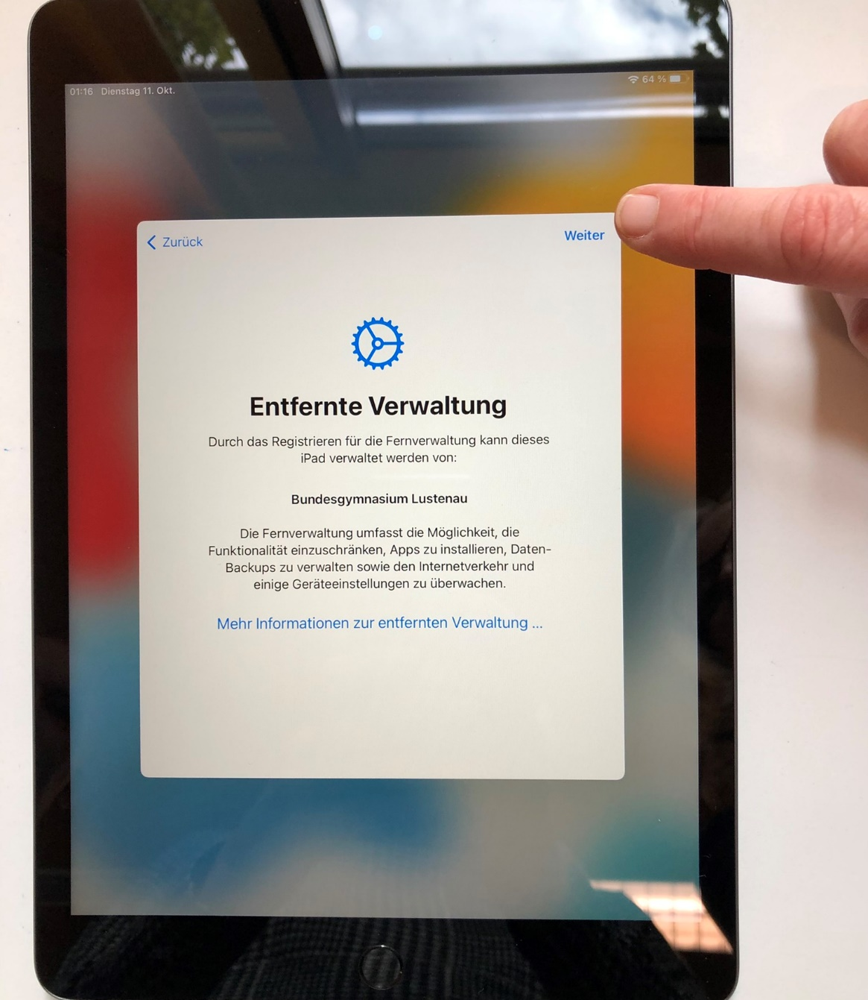 01:16 Dienstag 11. Okt.
64 %
Zurück
Weiter
Entfernte Verwaltung
Durch das Registrieren für die Fernverwaltung kann dieses
iPad verwaltet werden von:
Bundesgymnasium Lustenau
Die Fernverwaltung umfasst die Möglichkeit, die
Funktionalität einzuschränken, Apps zu installieren, Daten-
Backups zu verwalten sowie den Internetverkehr und
einige Geräteeinstellungen zu überwachen.
Mehr Informationen zur entfernten Verwaltung ...